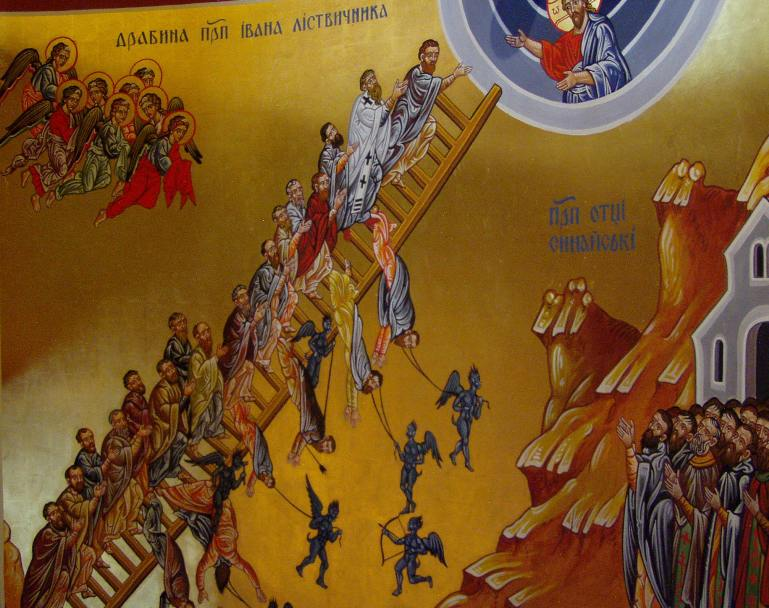 драбина прп івана ліствичника
ѡ н
прп отці
синайські